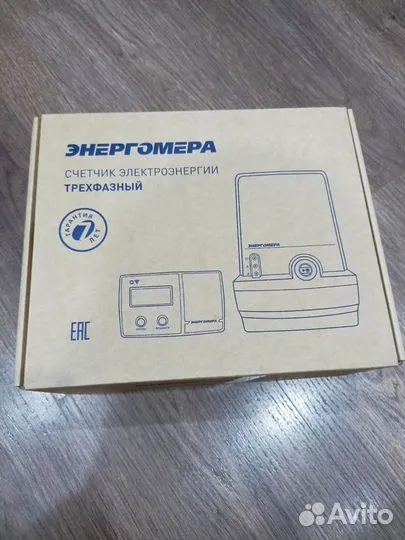 ЭНЕРГОМЕРА
СЧЕТЧИК ЭЛЕКТРОЭНЕРГИИ
ТРЕХФАЗНЫЙ
ГАРАНТИЯ
7
ЛЕТ
ЭНЕРГОМЕРА
ЭНЕРГОМЕРА
EAC
Avito